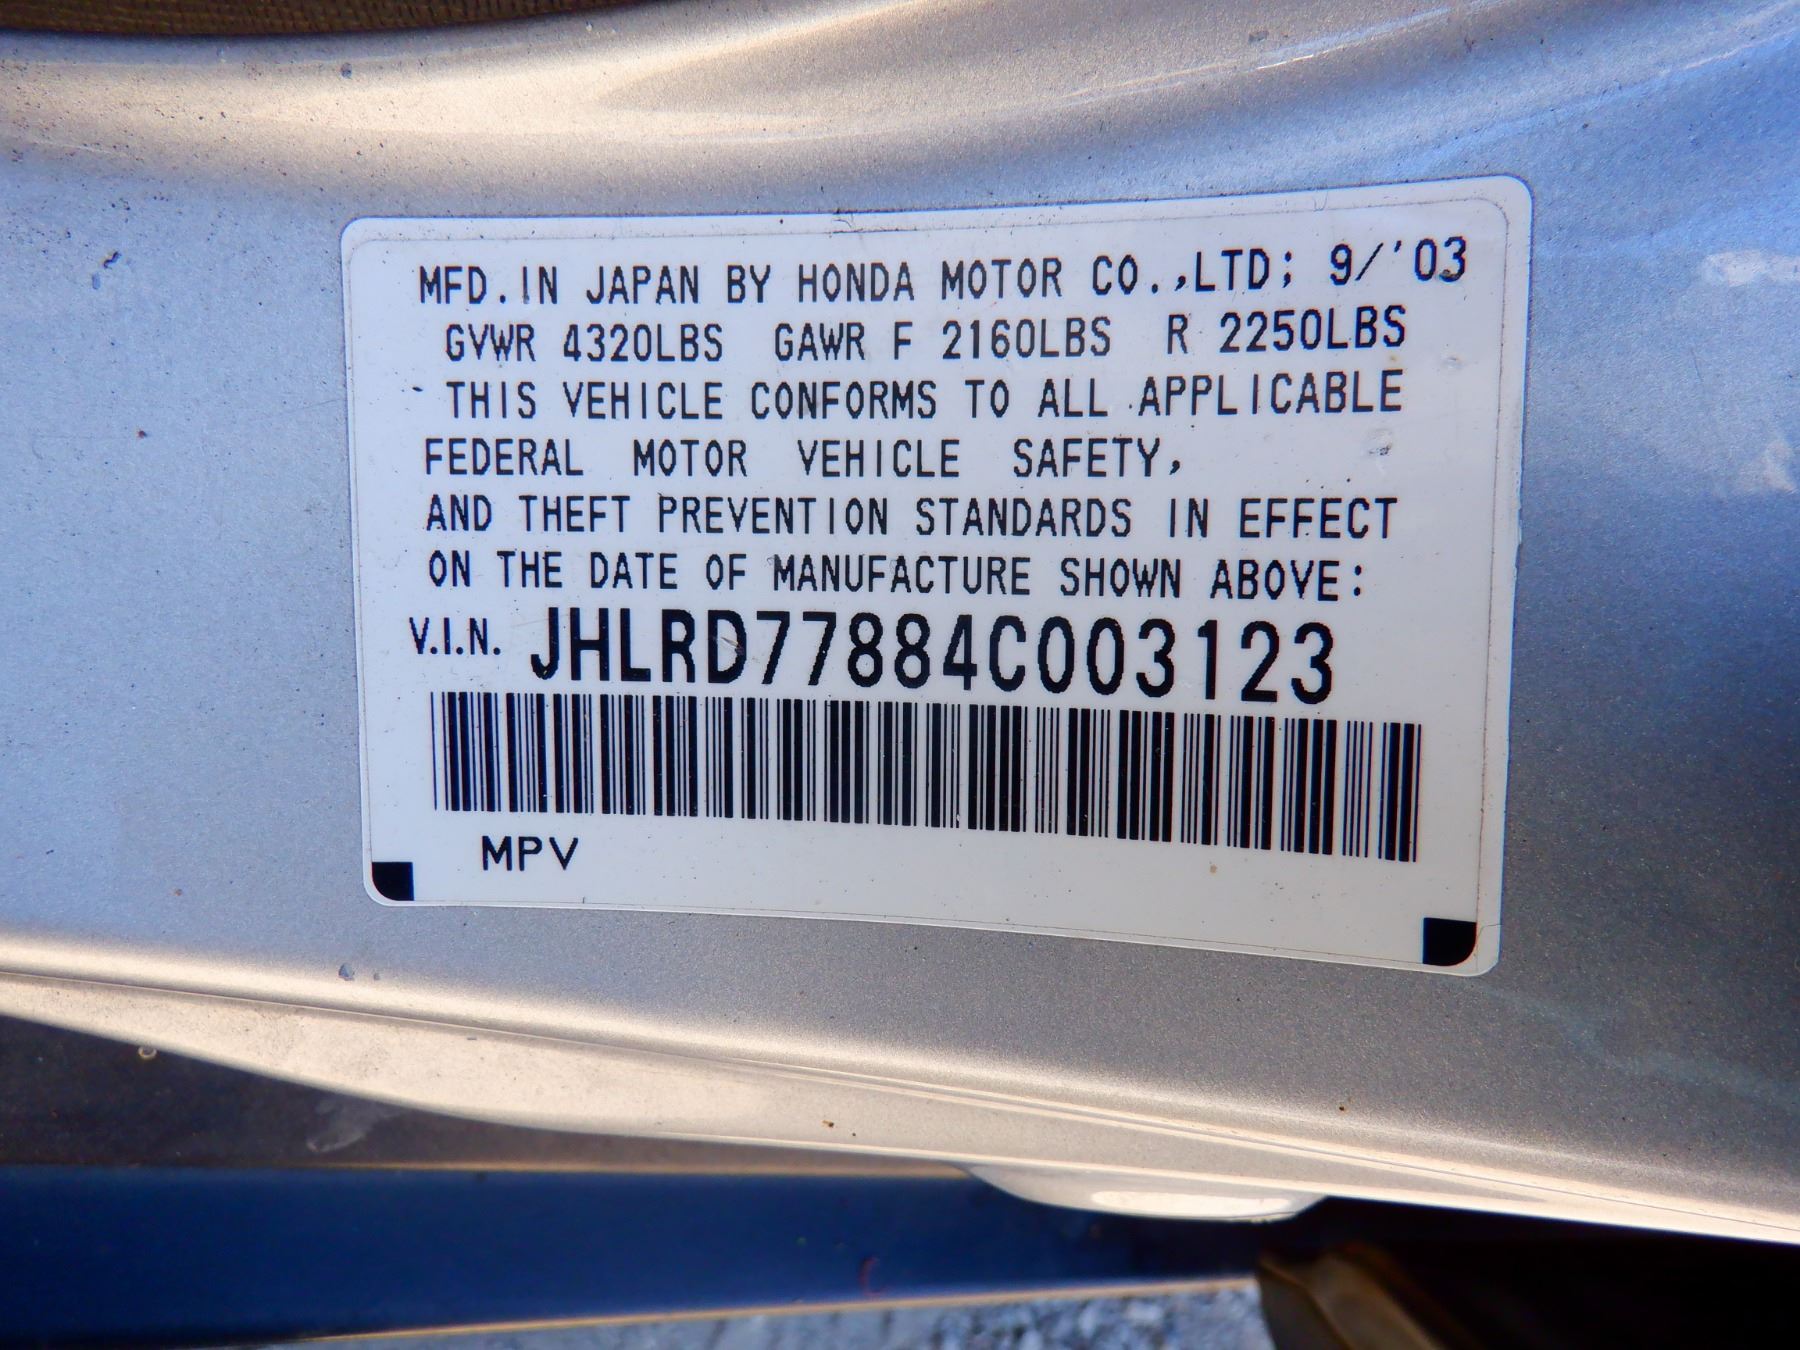 MFD. IN JAPAN BY HONDA MOTOR CO.,LTD; 9/'03
GVWR 4320LBS GAWR F 2160LBS R 2250LBS
THIS VEHICLE CONFORMS TO ALL APPLICABLE
FEDERAL MOTOR VEHICLE SAFETY,
AND THEFT PREVENTION STANDARDS IN EFFECT
ON THE DATE OF MANUFACTURE SHOWN ABOVE:
V.I.N. JHLRD77884C003123
MPV